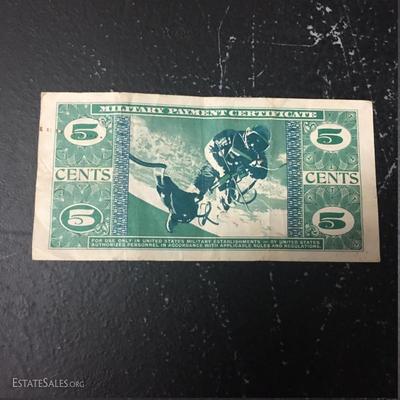 MILITARY PAYMENT CERTIFICATE
5 5
CENTS CENTS
5 5
FOR USE ONLY IN UNITED STATES MILITARY ESTABLISHMENTS — BY UNITED STATES
AUTHORIZED PERSONNEL IN ACCORDANCE WITH APPLICABLE RULES AND REGULATIONS.
ESTATESALES.ORG